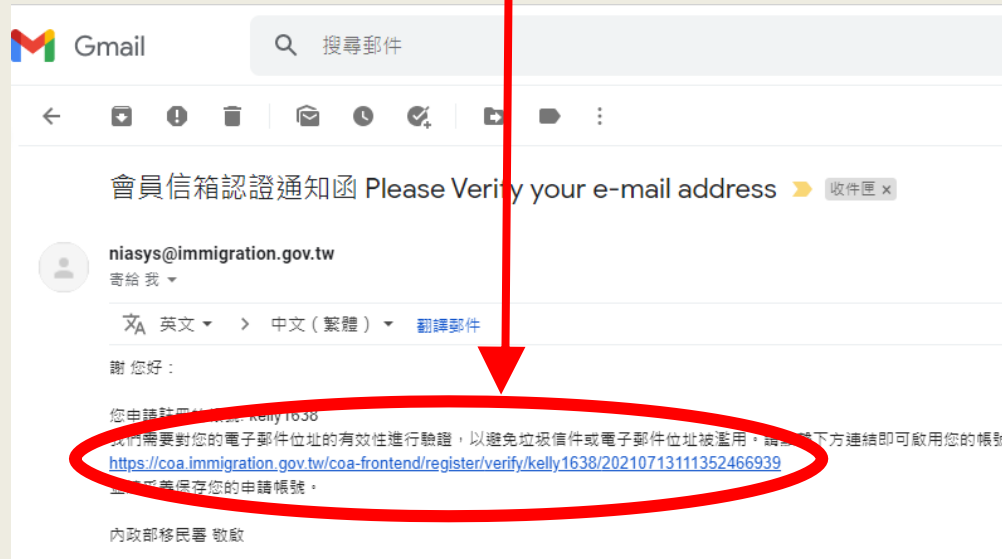 Gmail
搜尋郵件
會員信箱認證通知函 Please Verify your e-mail address 收件匣 x
niasys@immigration.gov.tw
寄給 我
英文 > 中文（繁體） 翻譯郵件
謝 您好：
您申請註冊的 kelly1638
我們需要對您的電子郵件位址的有效性進行驗證，以避免垃圾信件或電子郵件位址被濫用。請 下方連結即可啟用您的帳號
https://coa.immigration.gov.tw/coa-frontend/register/verify/kelly1638/20210713111352466939
妥善保存您的申請帳號。
內政部移民署 敬啟